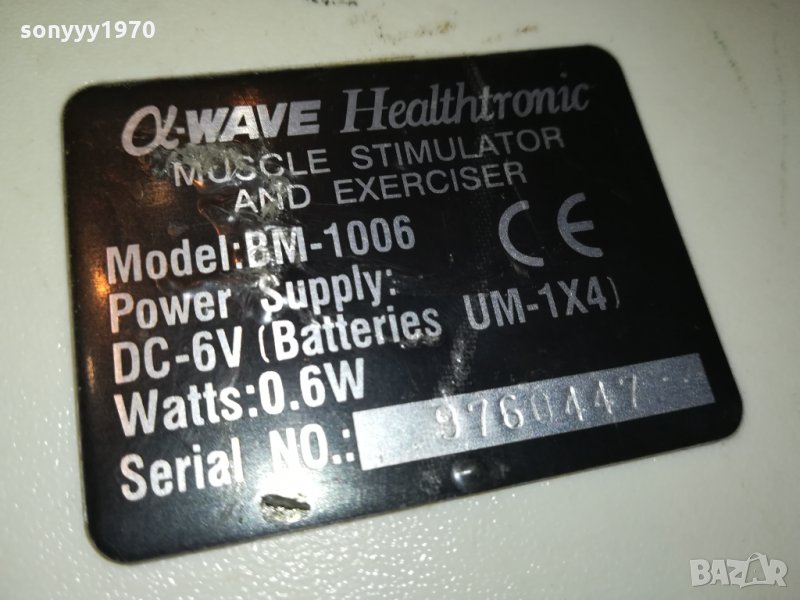 sonyyy1970
α-WAVE Healthtronic
MUSCLE STIMULATOR
AND EXERCISER
Model:BM-1006
CE
Power Supply:
DC-6V (Batteries UM-1X4)
Watts:0.6W
Serial NO.: 9760447
BAZAR